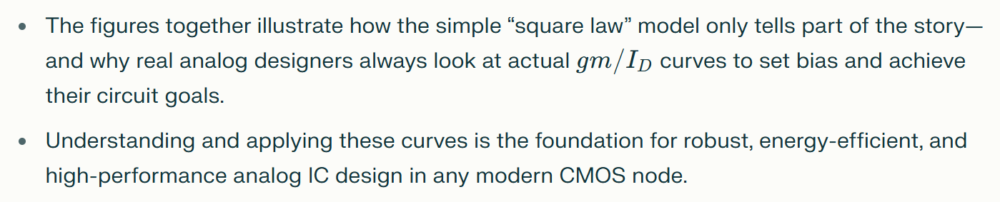 • The figures together illustrate how the simple “square law” model only tells part of the story—
and why real analog designers always look at actual gm/I_D curves to set bias and achieve
their circuit goals.
• Understanding and applying these curves is the foundation for robust, energy-efficient, and
high-performance analog IC design in any modern CMOS node.